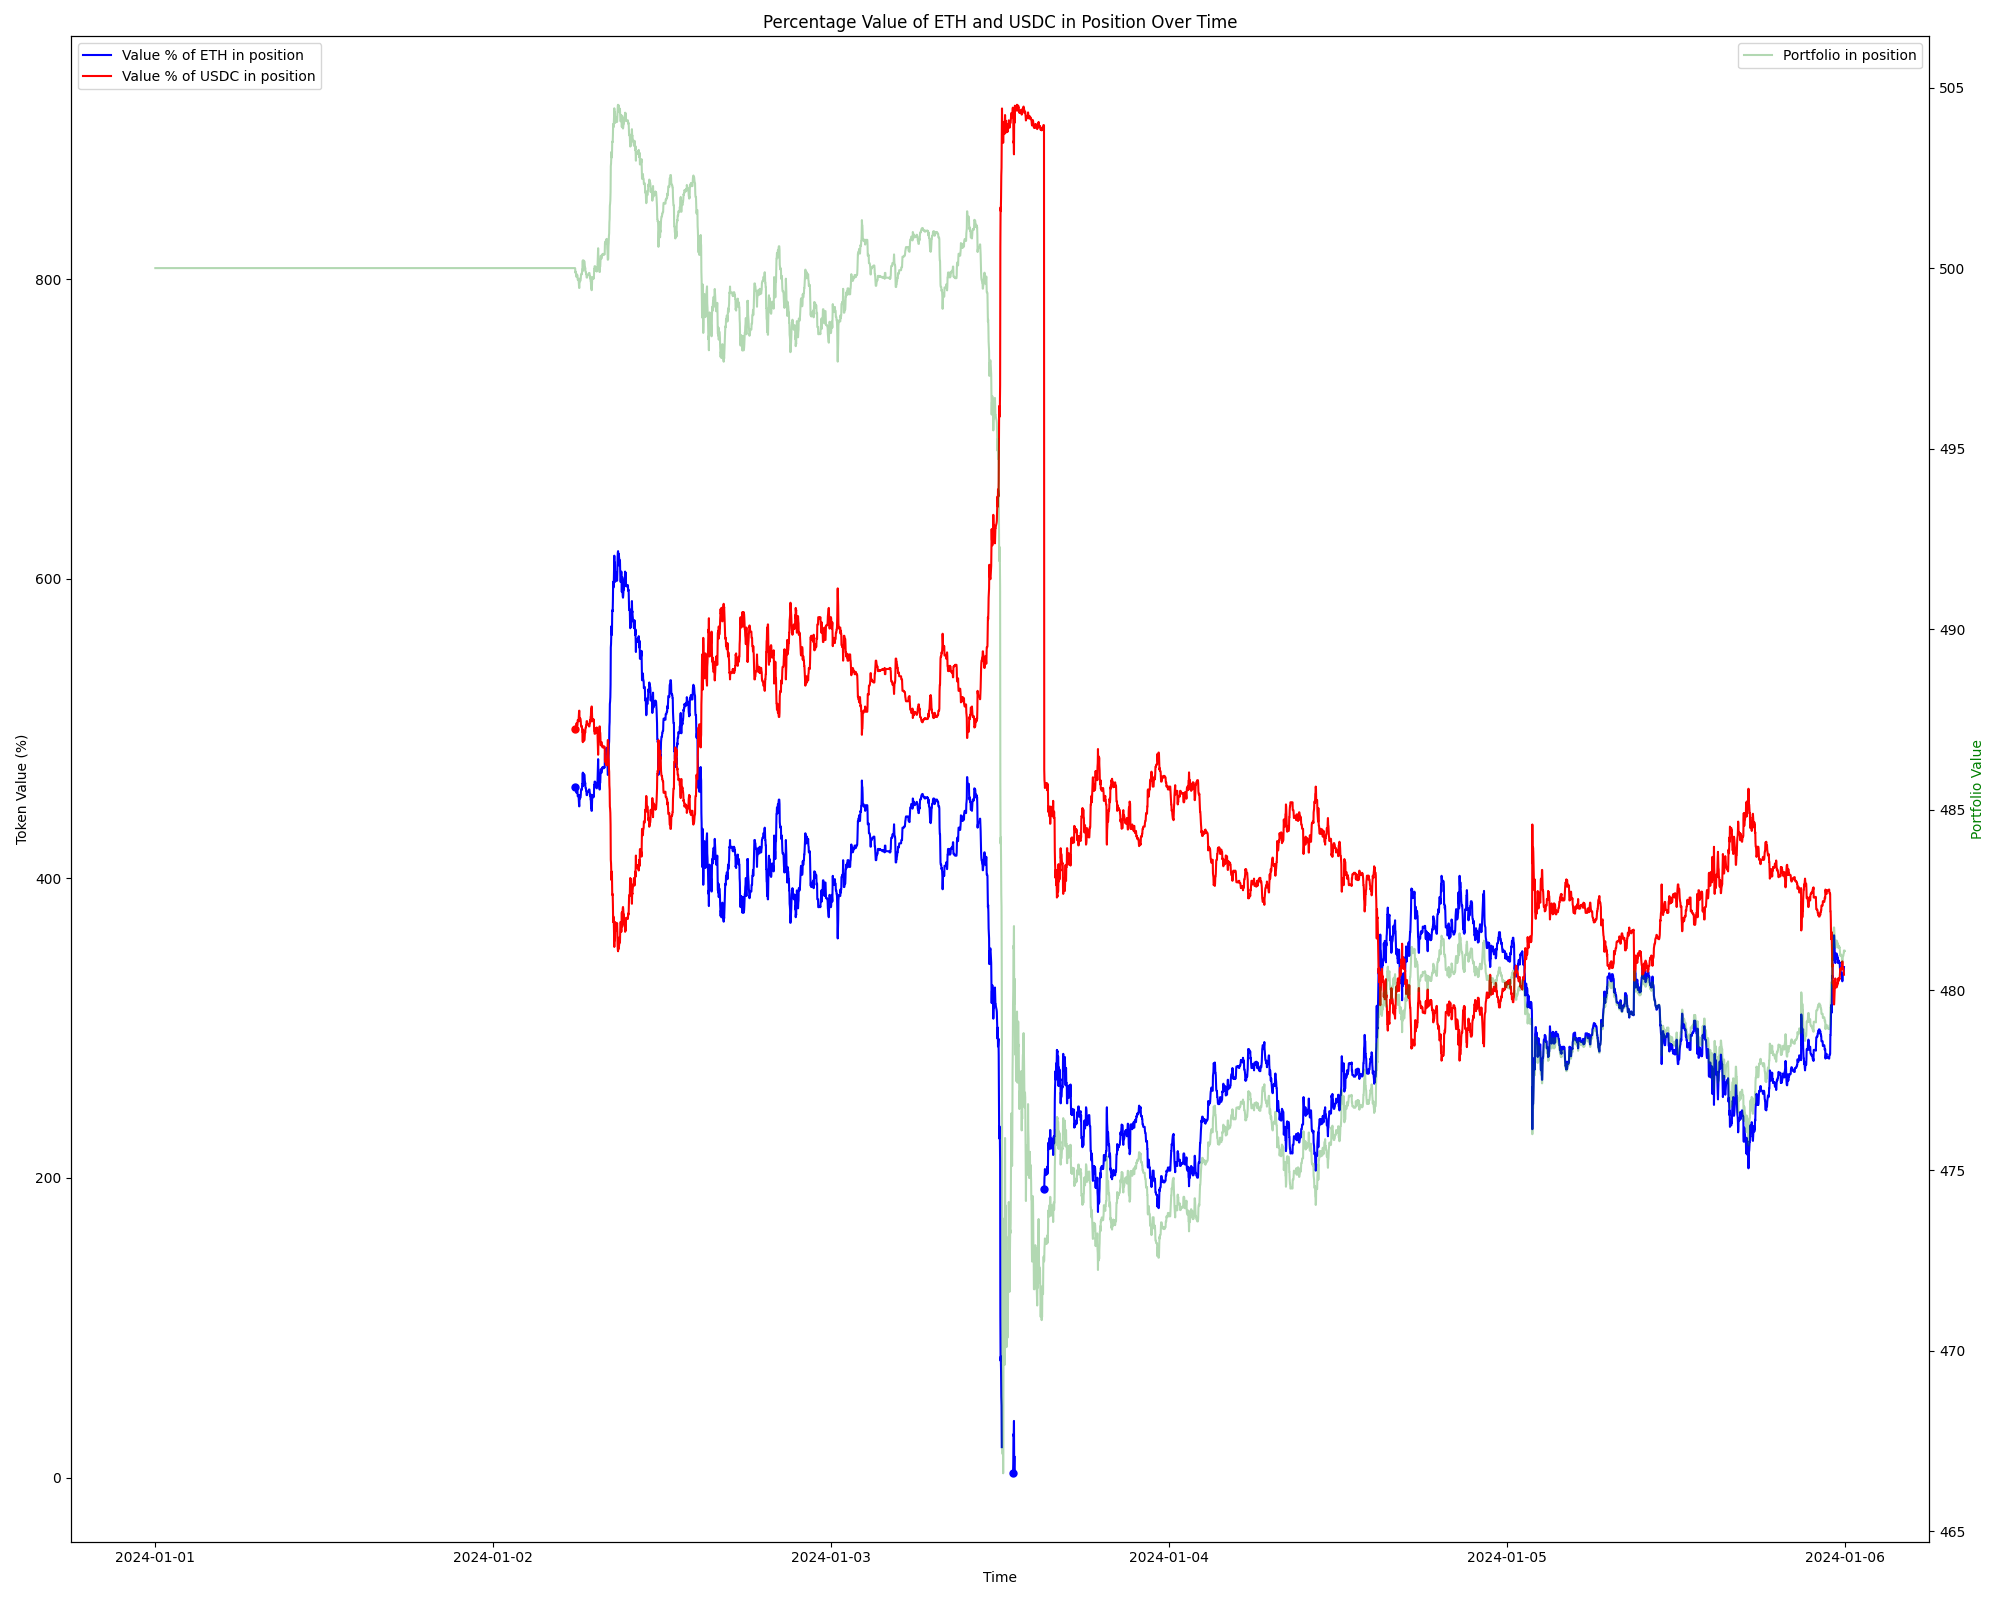 Percentage Value of ETH and USDC in Position Over Time
Value % of ETH in position
Value % of USDC in position
Portfolio in position
Token Value (%)
800
600
400
200
0
505
500
495
490
485
480
475
470
465
Portfolio Value
2024-01-01
2024-01-02
2024-01-03
2024-01-04
2024-01-05
2024-01-06
Time